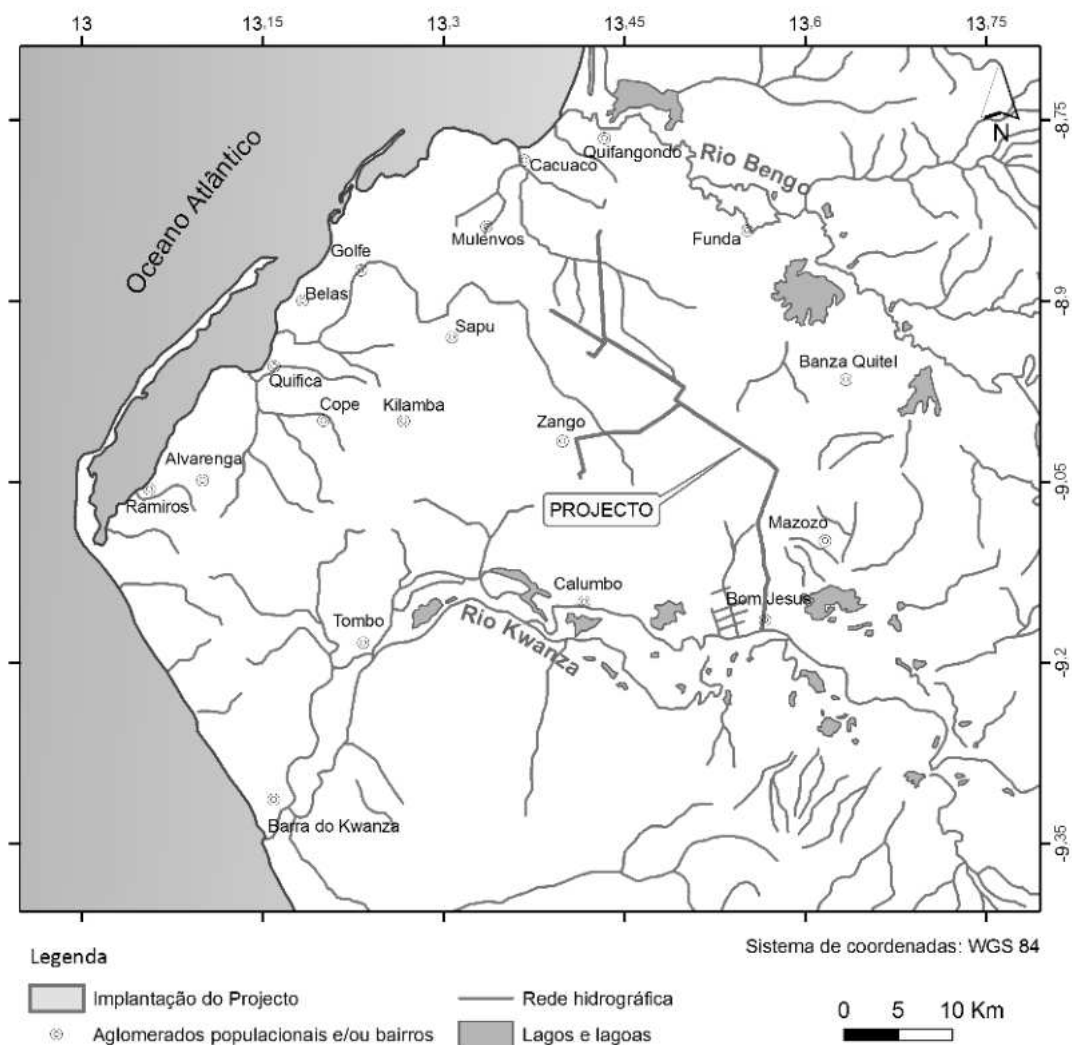 13
13,15
13,3
13,45
13,6
13,75
-8,75
-8,9
-9,05
-9,2
-9,35
N
Oceano Atlântico
Quifangondo
Rio Bengo
Cacuaco
Mulenvos
Funda
Golfe
Belas
Sapu
Banza Quitel
Quifica
Cope
Kilamba
Zango
Alvarenga
Ramiros
PROJECTO
Mazozo
Calumbo
Bom Jesus
Tombo
Rio Kwanza
Barra do Kwanza
Sistema de coordenadas: WGS 84
Legenda
Implantação do Projecto
Rede hidrográfica
Aglomerados populacionais e/ou bairros
Lagos e lagoas
0 5 10 Km